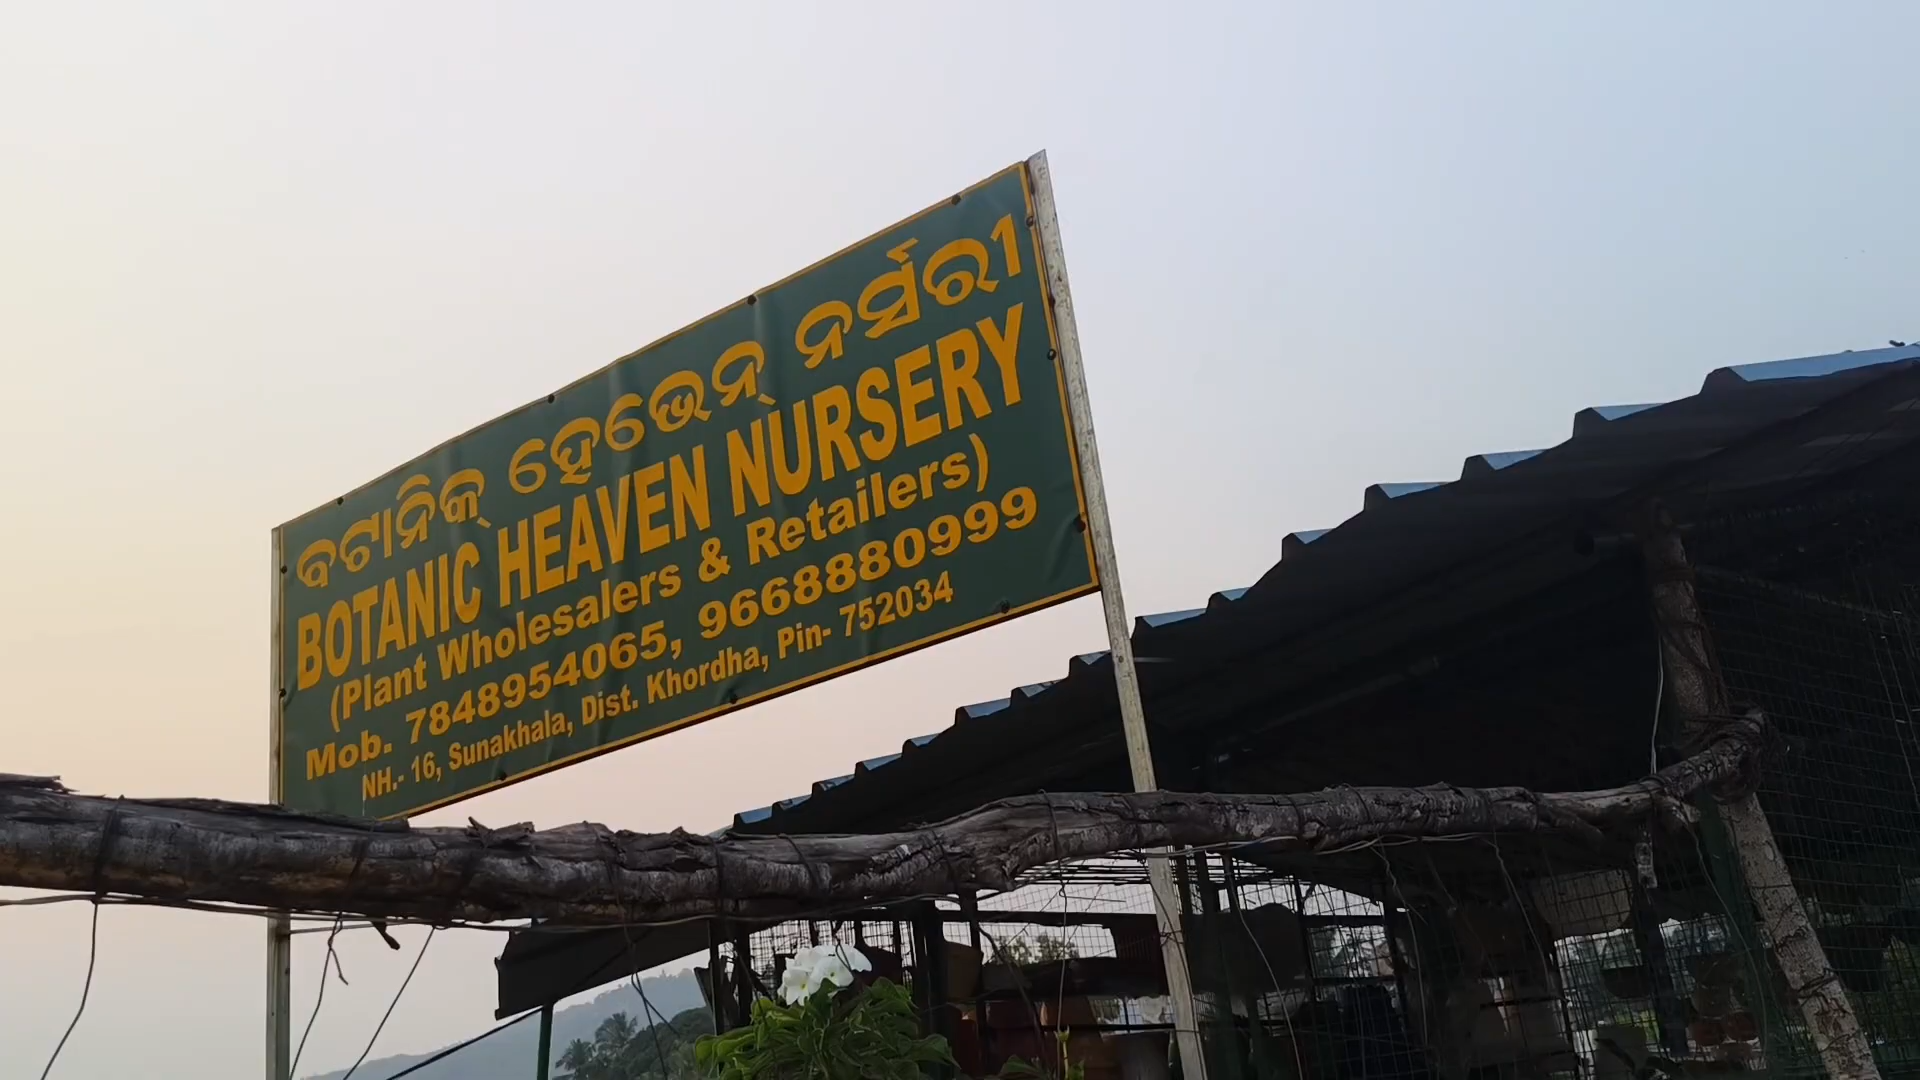 ବଟାନିକ୍ ହେଭେନ୍ ନର୍ସରୀ
BOTANIC HEAVEN NURSERY
(Plant Wholesalers & Retailers)
Mob. 7848954065, 9668880999
NH.- 16, Sunakhala, Dist. Khordha, Pin- 752034